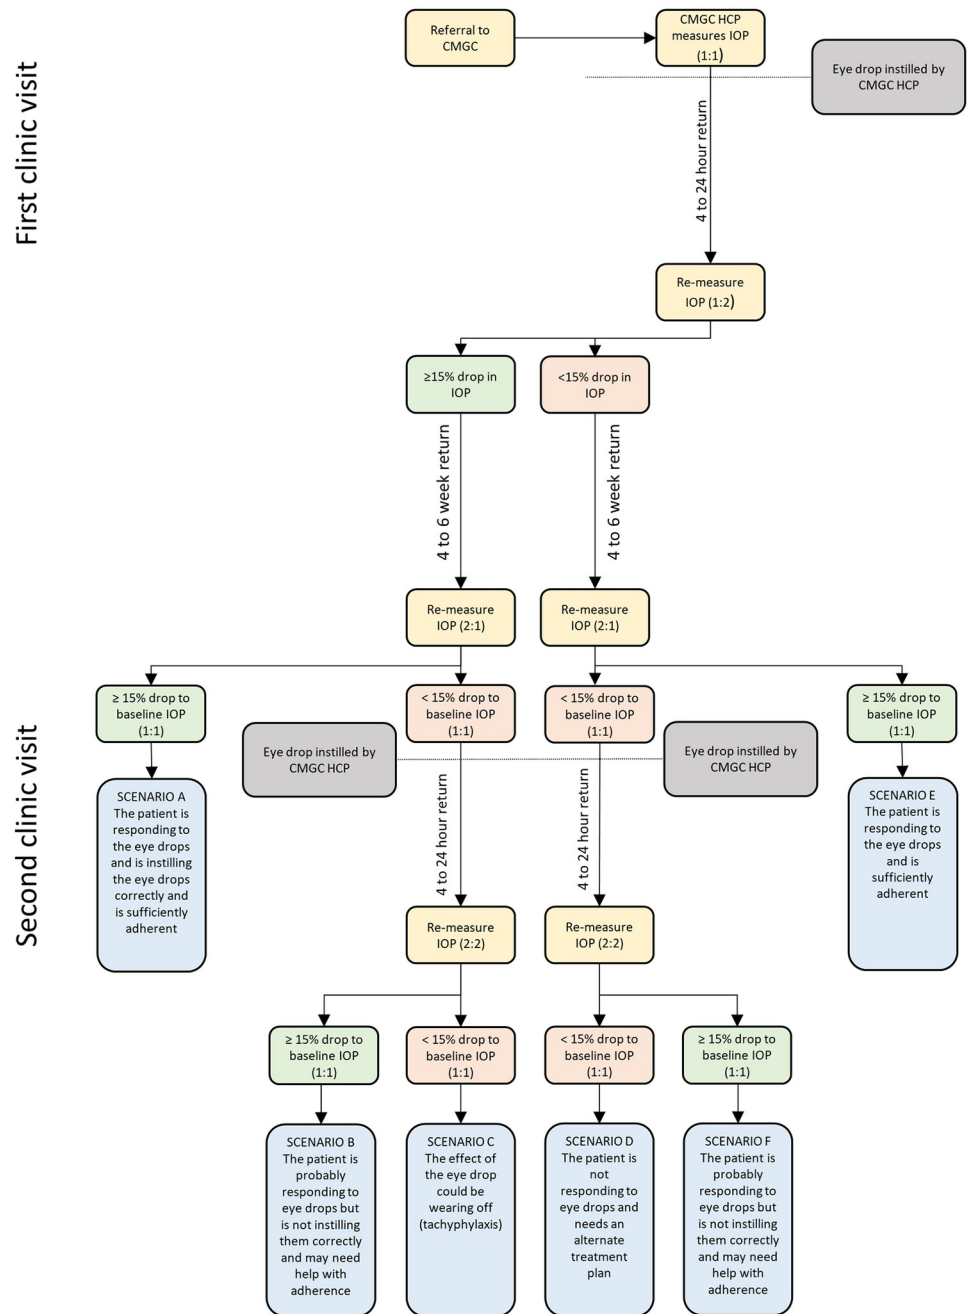 First clinic visit
Referral to
CMGC
CMGC HCP
measures IOP
(1:1)
Eye drop instilled by
CMGC HCP
4 to 24 hour return
Re-measure
IOP (1:2)
≥15% drop in
IOP
<15% drop in
IOP
4 to 6 week return
4 to 6 week return
Re-measure
IOP (2:1)
Re-measure
IOP (2:1)
Second clinic visit
≥ 15% drop to
baseline IOP
(1:1)
< 15% drop to
baseline IOP
(1:1)
< 15% drop to
baseline IOP
(1:1)
≥ 15% drop to
baseline IOP
(1:1)
Eye drop instilled by
CMGC HCP
Eye drop instilled by
CMGC HCP
SCENARIO A
The patient is
responding to
the eye drops
and is instilling
the eye drops
correctly and
is sufficiently
adherent
4 to 24 hour return
4 to 24 hour return
SCENARIO E
The patient is
responding to
the eye drops
and is
sufficiently
adherent
Re-measure
IOP (2:2)
Re-measure
IOP (2:2)
≥ 15% drop to
baseline IOP
(1:1)
< 15% drop to
baseline IOP
(1:1)
< 15% drop to
baseline IOP
(1:1)
≥ 15% drop to
baseline IOP
(1:1)
SCENARIO B
The patient is
probably
responding to
eye drops but
is not instilling
them correctly
and may need
help with
adherence
SCENARIO C
The effect of
the eye drop
could be
wearing off
(tachyphylaxis)
SCENARIO D
The patient is
not
responding to
eye drops and
needs an
alternate
treatment
plan
SCENARIO F
The patient is
probably
responding to
eye drops but
is not instilling
them correctly
and may need
help with
adherence